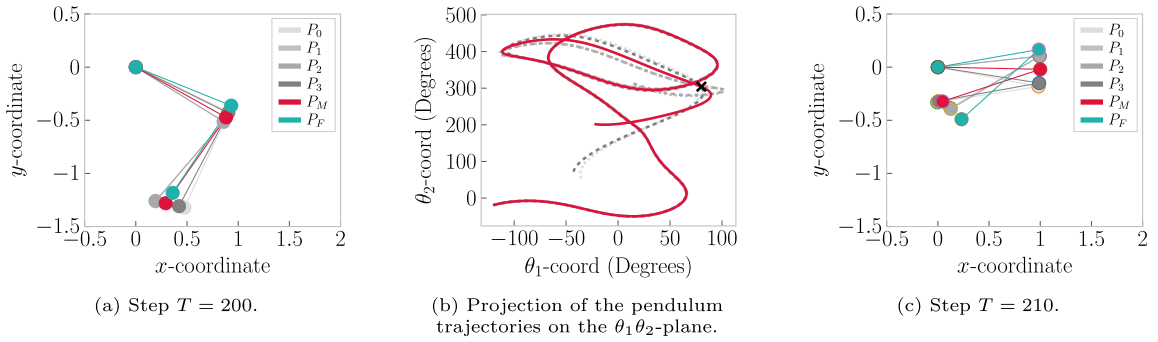 0.5
0
−0.5
−1
−1.5
−0.5
0
0.5
1
1.5
2
y-coordinate
x-coordinate
P0
P1
P2
P3
PM
PF
(a) Step T = 200.
500
400
300
200
100
0
−100
−50
0
50
100
θ2-coord (Degrees)
θ1-coord (Degrees)
(b) Projection of the pendulum
trajectories on the θ1θ2-plane.
0.5
0
−0.5
−1
−1.5
−0.5
0
0.5
1
1.5
2
y-coordinate
x-coordinate
P0
P1
P2
P3
PM
PF
(c) Step T = 210.